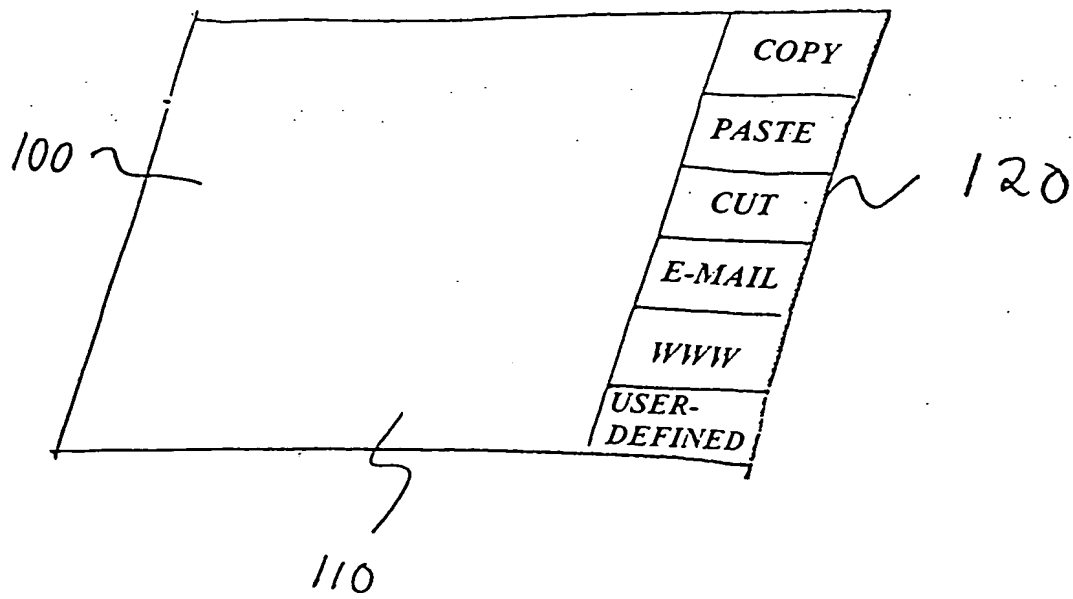 COPY
PASTE
100
120
CUT
E-MAIL
WWW
USER-
DEFINED
110